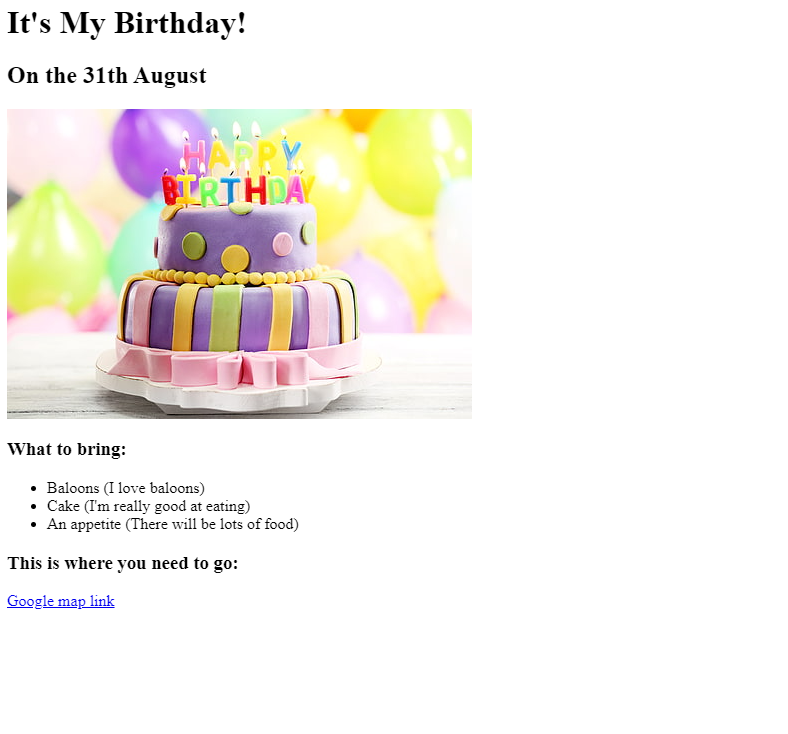 It's My Birthday!
On the 31th August
HAPPY
BIRTHDAY
What to bring:
Baloons (I love baloons)
Cake (I'm really good at eating)
An appetite (There will be lots of food)
This is where you need to go:
Google map link